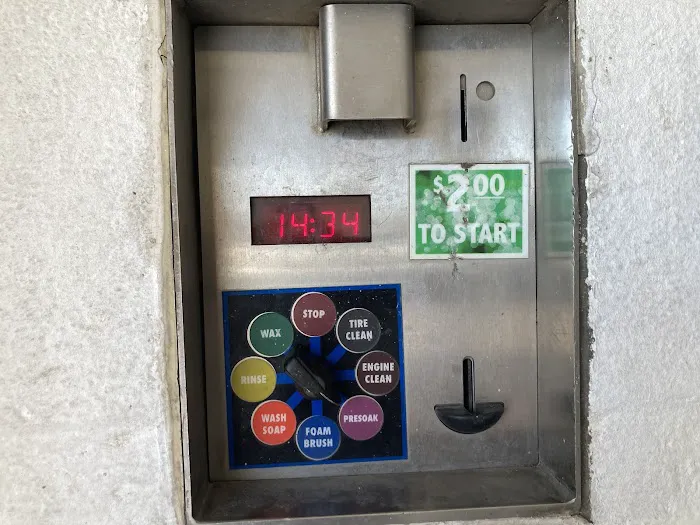 14:34
$2.00
TO START
STOP
TIRE
CLEAN
ENGINE
CLEAN
PRESOAK
FOAM
BRUSH
WASH
SOAP
RINSE
WAX